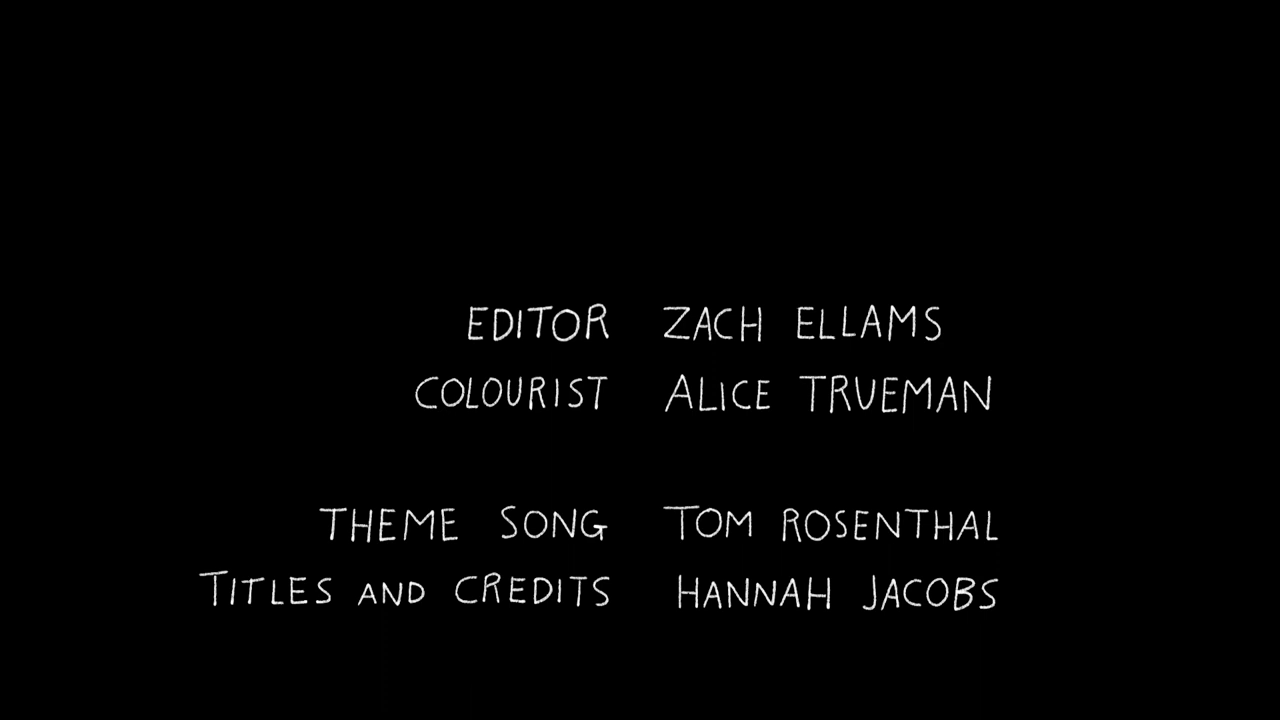 EDITOR ZACH ELLAMS
COLOURIST ALICE TRUEMAN
THEME SONG TOM ROSENTHAL
TITLES AND CREDITS HANNAH JACOBS